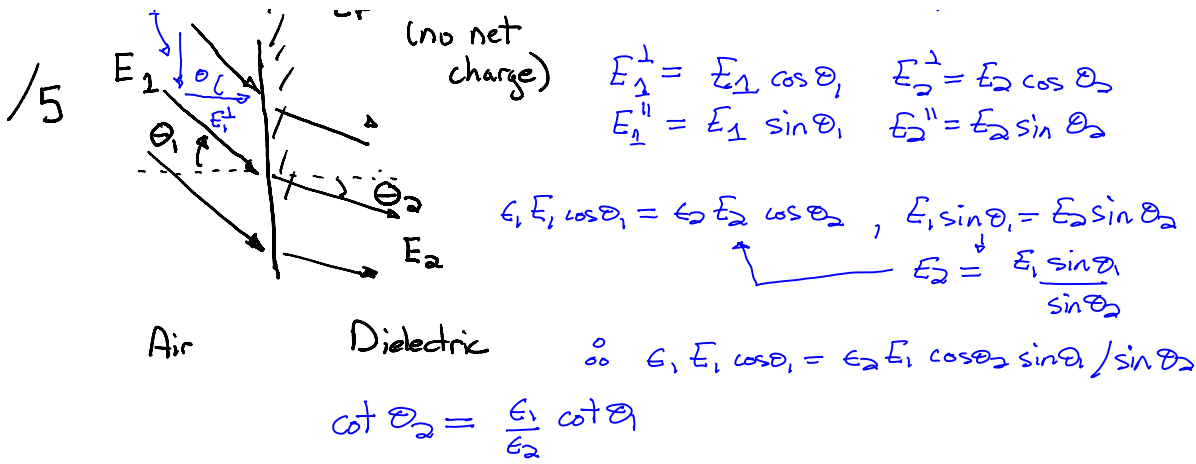 (no net
charge)
/5
E₁
θ
E₁^⊥
θ₁
θ₂
E₂
Air
Dielectric
E₁^⊥ = E₁ cos θ₁ E₂^⊥ = E₂ cos θ₂
E₁^∥ = E₁ sin θ₁ E₂^∥ = E₂ sin θ₂
ϵ₁ E₁ cos θ₁ = ϵ₂ E₂ cos θ₂ , E₁ sin θ₁ = E₂ sin θ₂
E₂ = E₁ sin θ₁ / sin θ₂
∴ ϵ₁ E₁ cos θ₁ = ϵ₂ E₁ cos θ₂ sin θ₁ / sin θ₂
cot θ₂ = ϵ₁/ϵ₂ cot θ₁